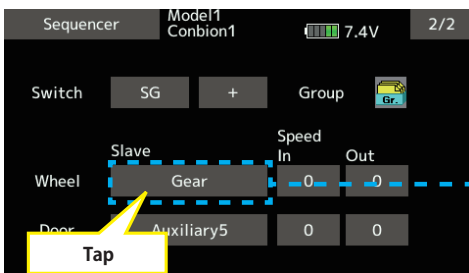 Sequencer Model1 Conbion1 7.4V 2/2
Switch SG + Group Gr.
Slave Speed In Out
Wheel Gear 0 0
Door Auxiliary5 0 0
Tap